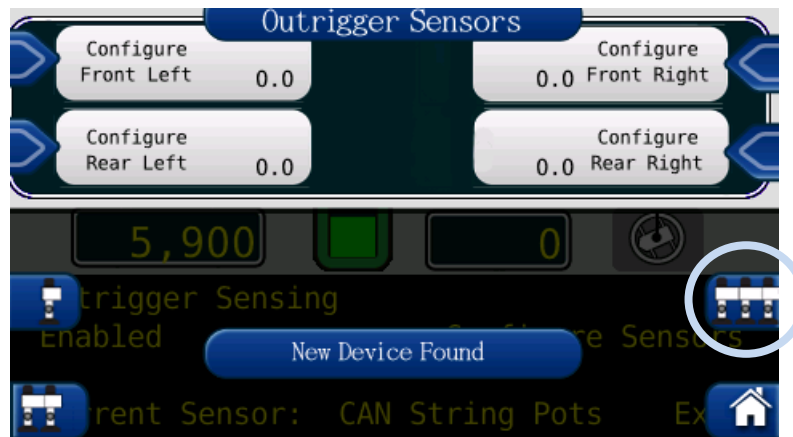 Outrigger Sensors
Configure
Front Left 0.0
Configure
0.0 Front Right
Configure
Rear Left 0.0
Configure
0.0 Rear Right
5,900 0
trigger Sensing
Enabled re Sensors
New Device Found
rent Sensor: CAN String Pots Ex